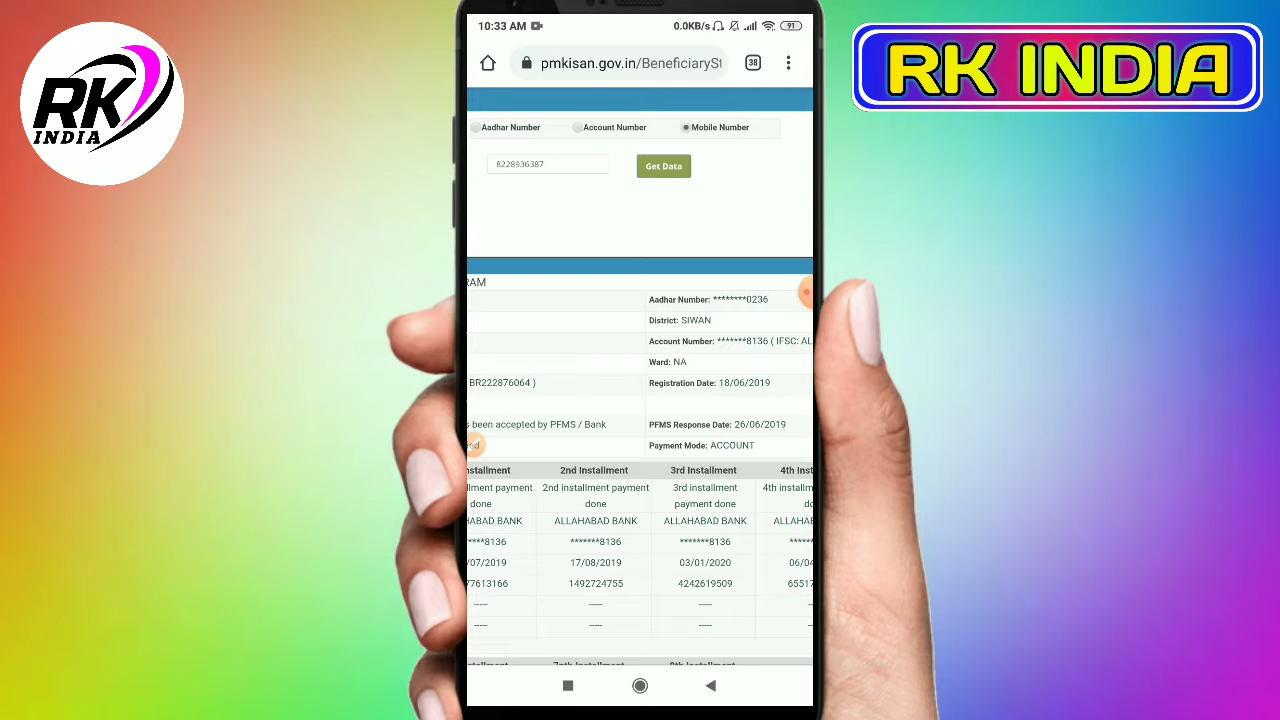 RK
INDIA
RK INDIA
10:33 AM
0.0KB/s
91
pmkisan.gov.in/BeneficiarySt
38
Aadhar Number Account Number Mobile Number
8228936387
Get Data
RAM
Aadhar Number: ********0236
District: SIWAN
Account Number: *******8136 ( IFSC: AL
Ward: NA
BR222876064 ) Registration Date: 18/06/2019
s been accepted by PFMS / Bank PFMS Response Date: 26/06/2019
Payment Mode: ACCOUNT
nstallment 2nd Installment 3rd Installment 4th Inst
llment payment 2nd installment payment 3rd installment 4th installm
done done payment done
HABAD BANK ALLAHABAD BANK ALLAHABAD BANK ALLAHAB
*****8136 *******8136 *******8136 *****
/07/2019 17/08/2019 03/01/2020 06/04
77613166 1492724755 4242619509 6551
----- ----- ----- --
----- ----- ----- --